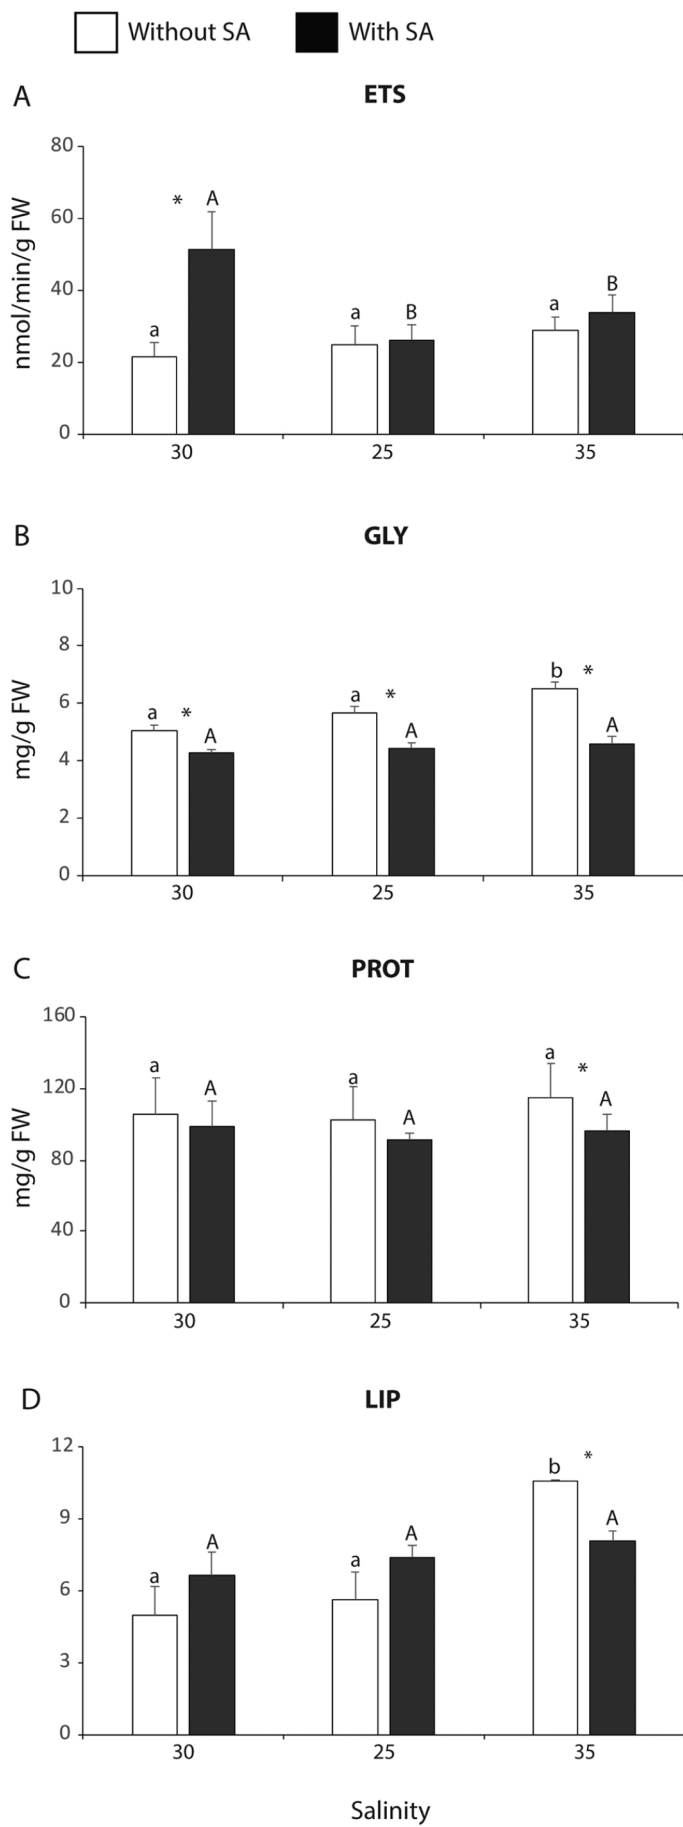 Without SA With SA
A ETS
80
* A
60
nmol/min/g FW
40
a a B a B
20
0
30 25 35
B GLY
10
8
a * A a * A b * A
6
mg/g FW
4
2
0
30 25 35
C PROT
160
a A a A a * A
120
mg/g FW
80
40
0
30 25 35
D LIP
12
b *
9
a A a A A
6
3
0
30 25 35
Salinity